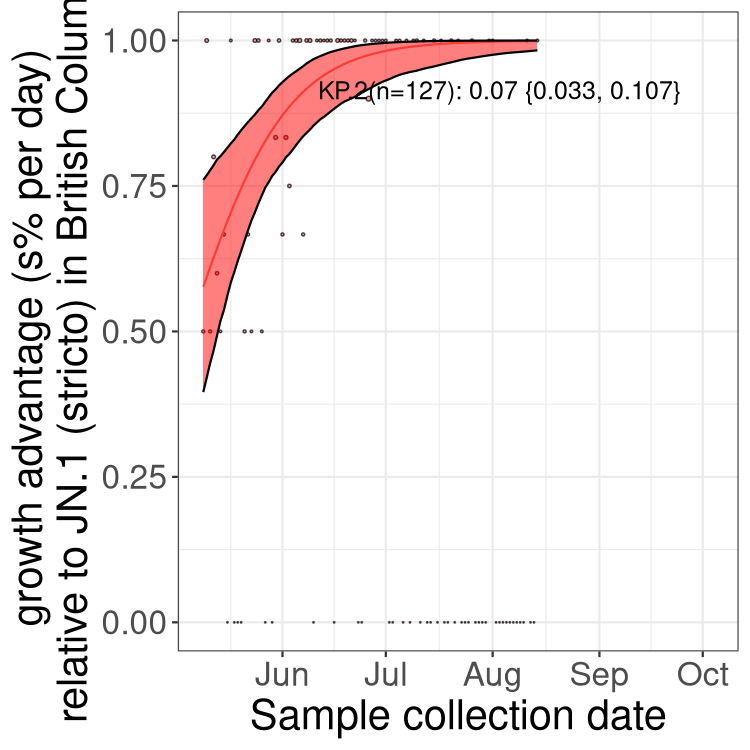 growth advantage (s% per day)
relative to JN.1 (stricto) in British Colum
1.00
0.75
0.50
0.25
0.00
KP.2(n=127): 0.07 {0.033, 0.107}
Jun Jul Aug Sep Oct
Sample collection date